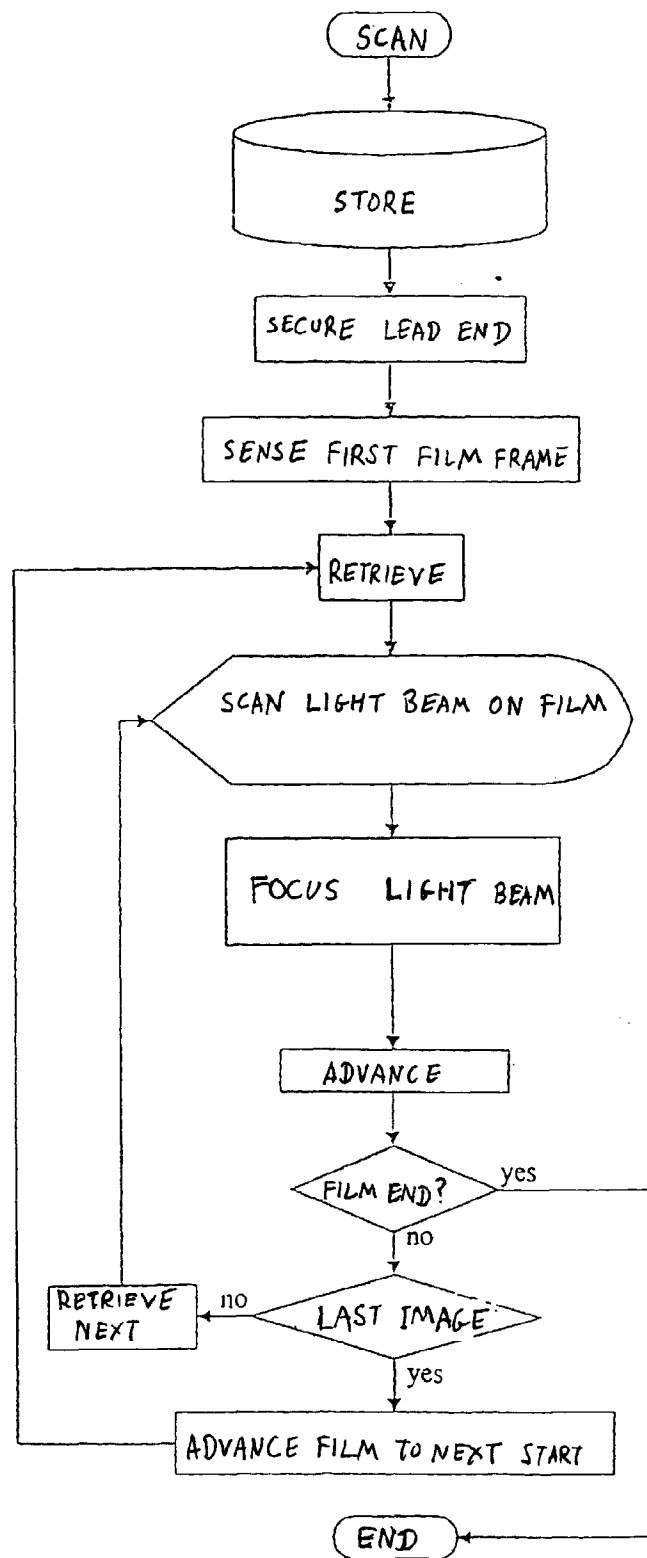 SCAN
STORE
SECURE LEAD END
SENSE FIRST FILM FRAME
RETRIEVE
SCAN LIGHT BEAM ON FILM
FOCUS LIGHT BEAM
ADVANCE
FILM END?
yes
no
LAST IMAGE
no
RETRIEVE
NEXT
yes
ADVANCE FILM TO NEXT START
END